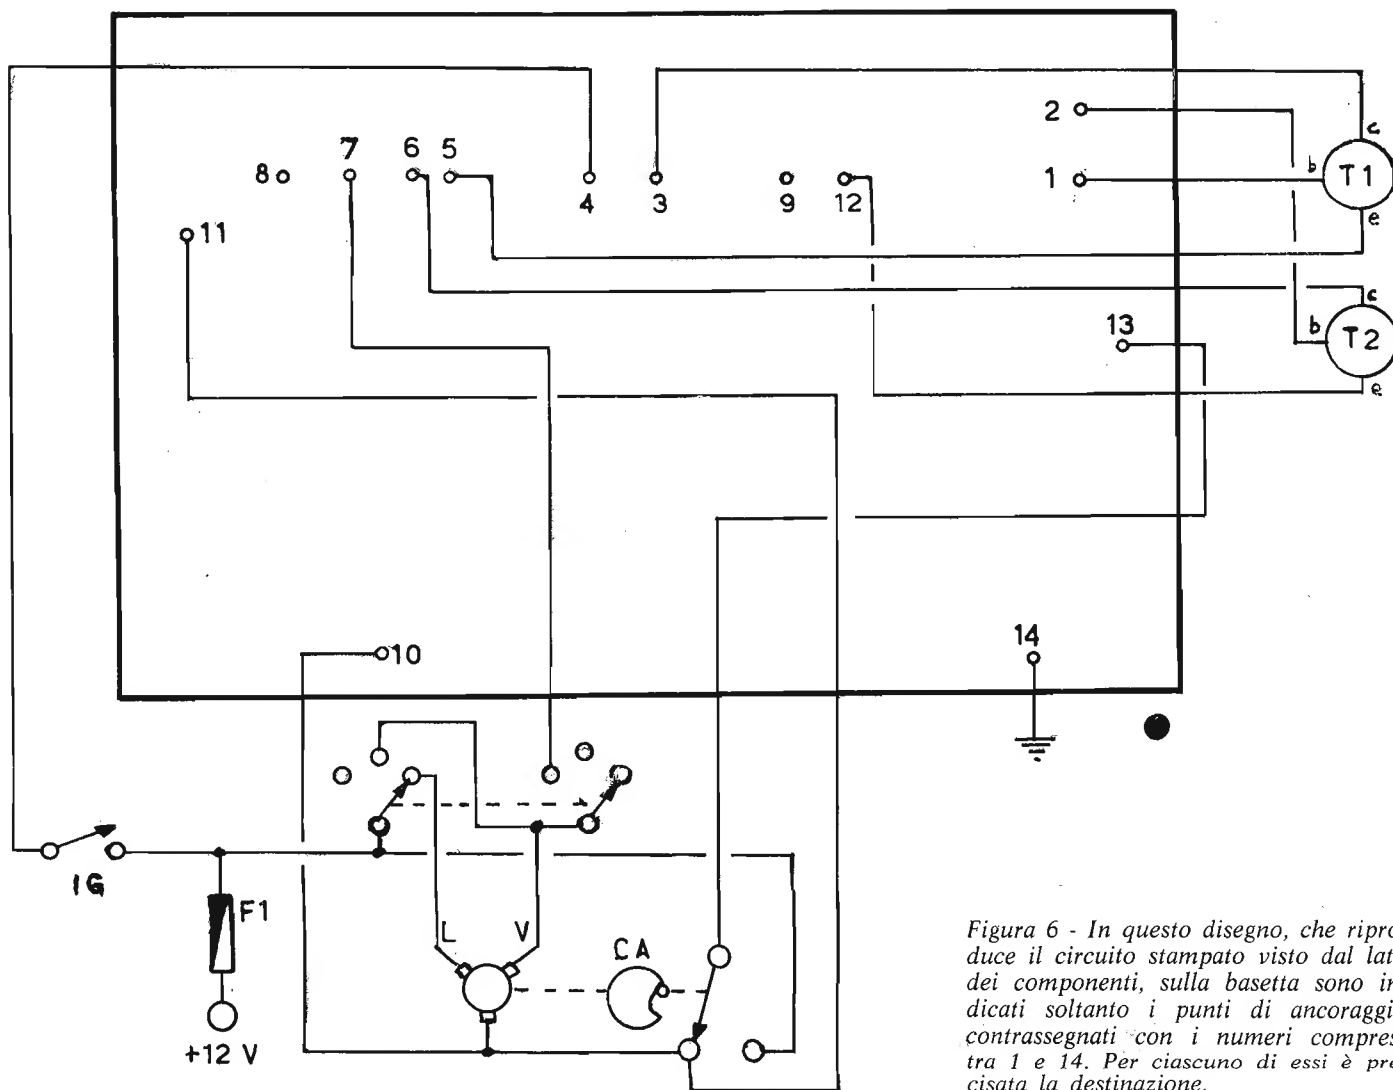 2
c
7
6 5
8
b
T1
1
4
3
9
12
e
11
c
13
b
T2
e
10
14
IG
F1
L
V
CA
+12 V
Figura 6 - In questo disegno, che ripro
duce il circuito stampato visto dal lat
dei componenti, sulla basetta sono in
dicati soltanto i punti di ancoraggi
contrassegnati con i numeri compres
tra 1 e 14. Per ciascuno di essi è pre
cisata la destinazione.